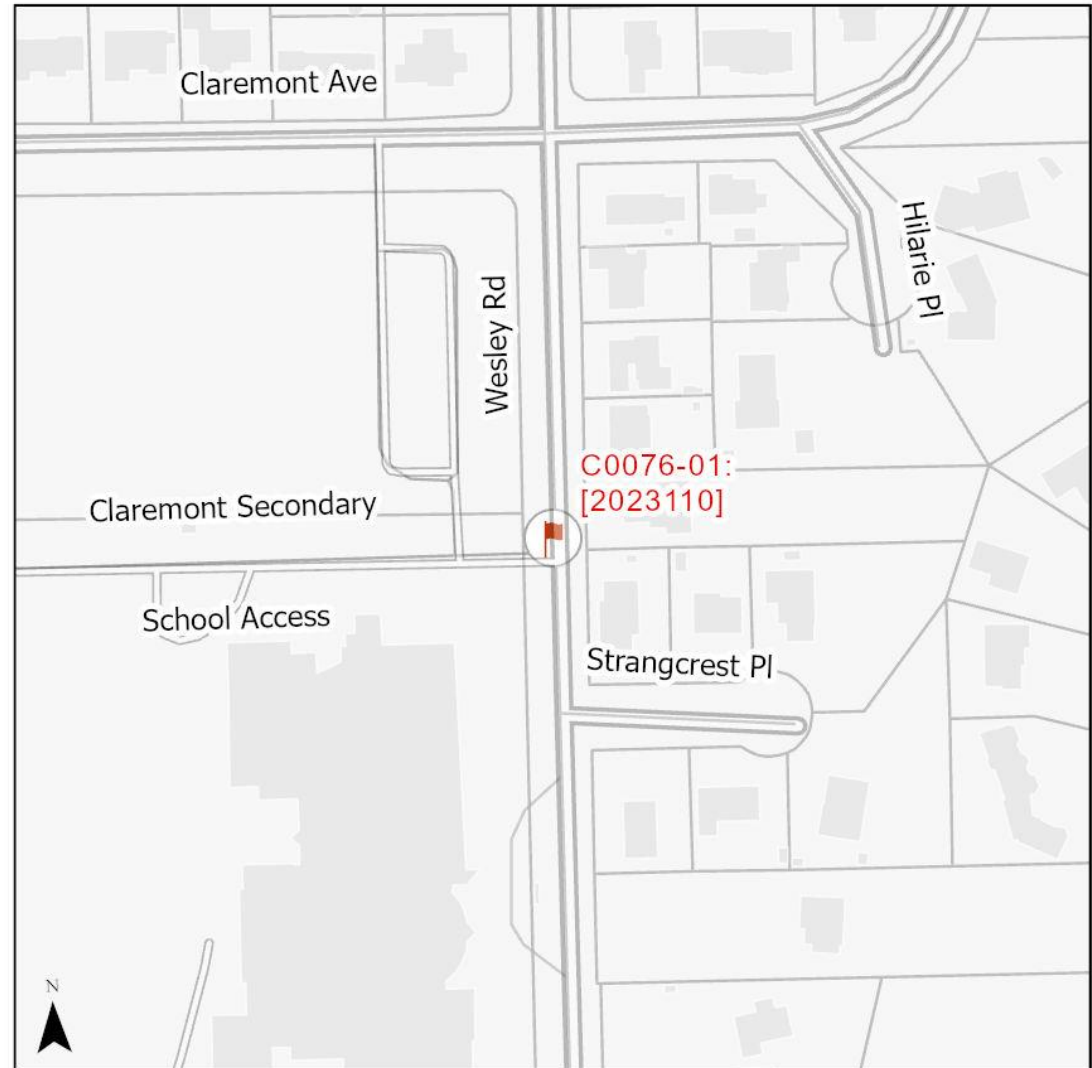 Claremont Ave
Hilarie Pl
Wesley Rd
C0076-01:
[2023110]
Claremont Secondary
School Access
Strangcrest Pl
N